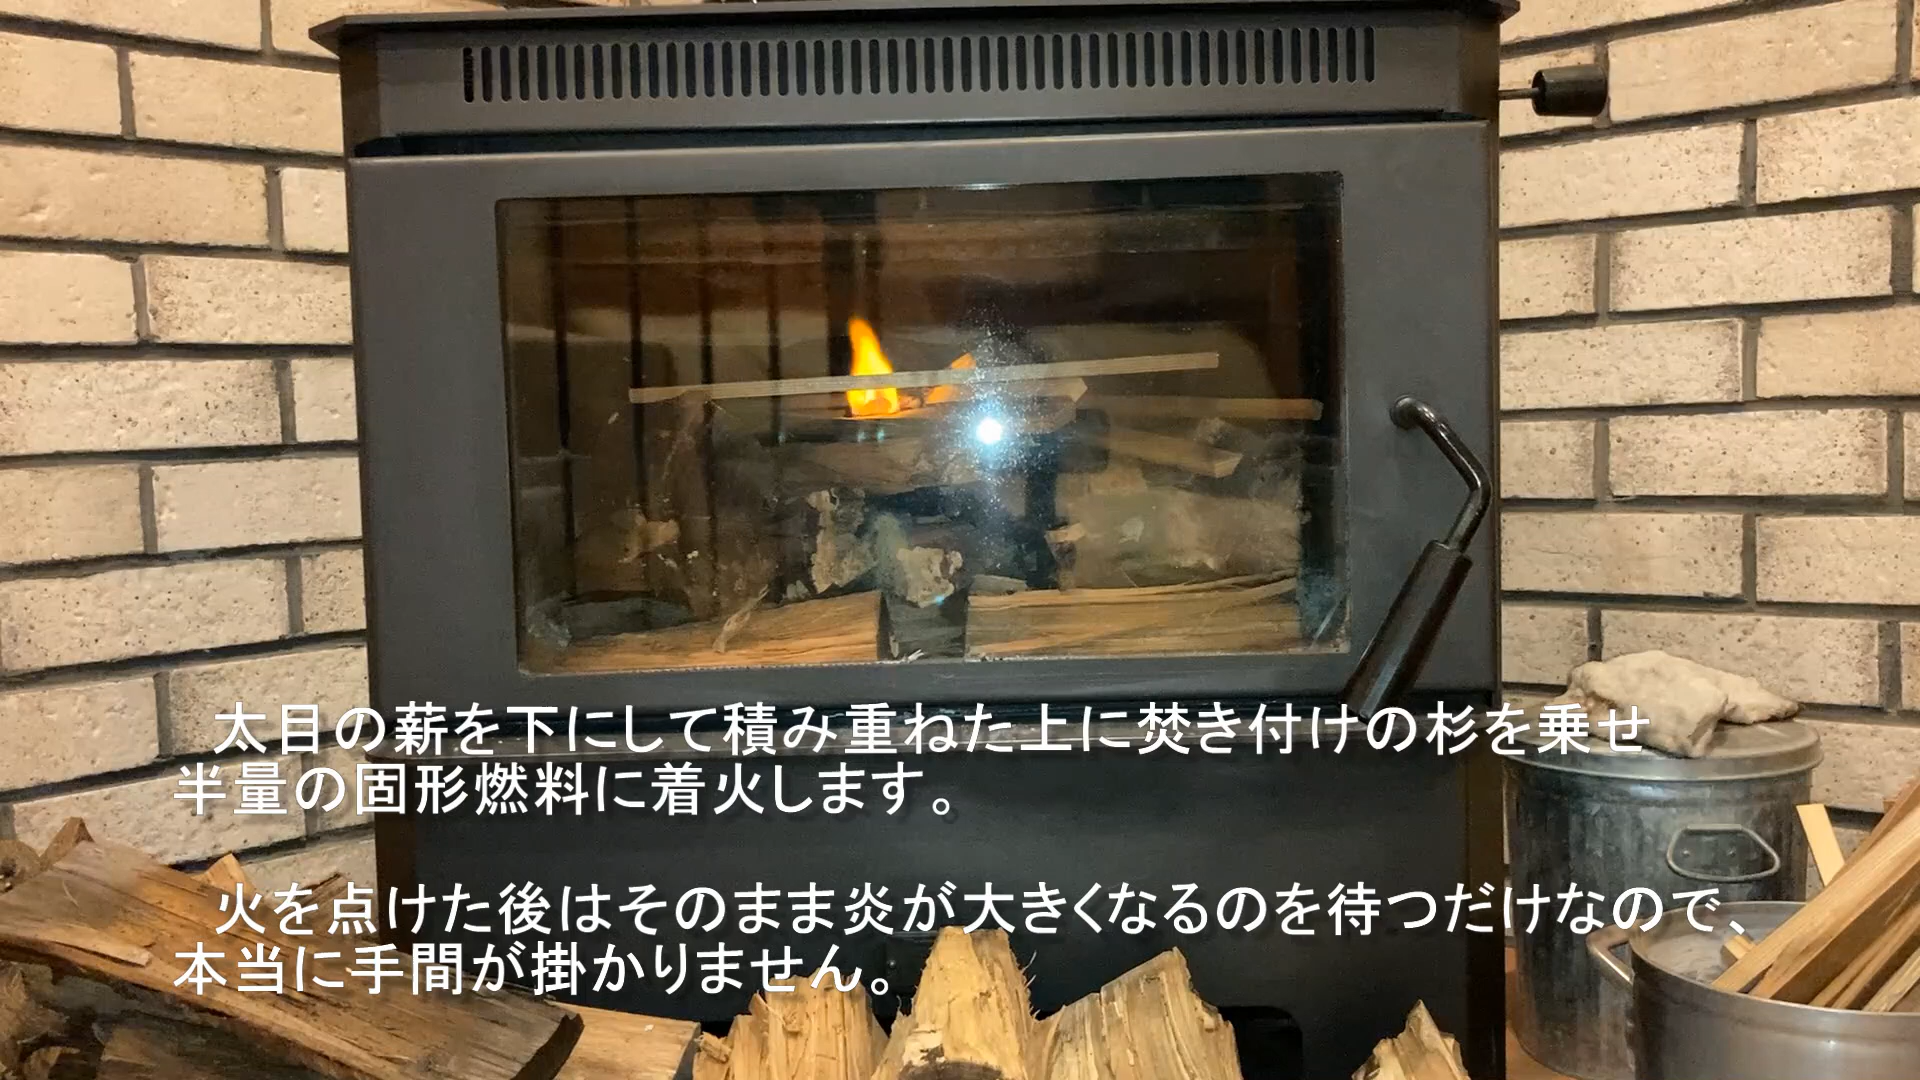 太目の薪を下にして積み重ねた上に焚き付けの杉を乗せ
半量の固形燃料に着火します。
火を点けた後はそのまま炎が大きくなるのを待つだけなので、
本当に手間が掛かりません。